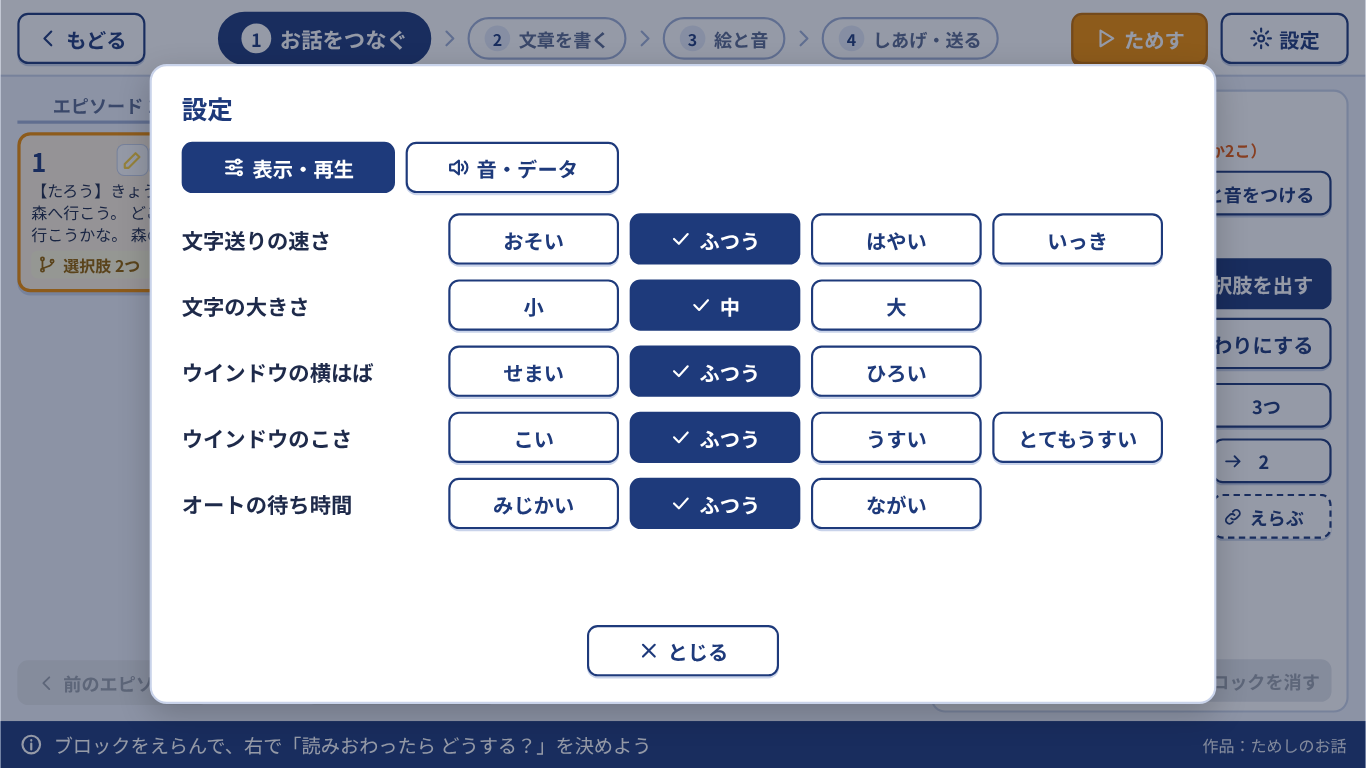 もどる
1 お話をつなぐ
2 文章を書く
3 絵と音
4 しあげ・送る
ためす
設定
エピソード
1
【たろう】きょう
森へ行こう。 ど
行こうかな。 森
選択肢 2つ
前のエピソ
設定
表示・再生
音・データ
文字送りの速さ
おそい
ふつう
はやい
いっき
文字の大きさ
小
中
大
ウインドウの横はば
せまい
ふつう
ひろい
ウインドウのこさ
こい
ふつう
うすい
とてもうすい
オートの待ち時間
みじかい
ふつう
ながい
とじる
か2こ）
と音をつける
択肢を出す
わりにする
3つ
2
えらぶ
ロックを消す
ブロックをえらんで、右で「読みおわったら どうする？」を決めよう
作品：ためしのお話